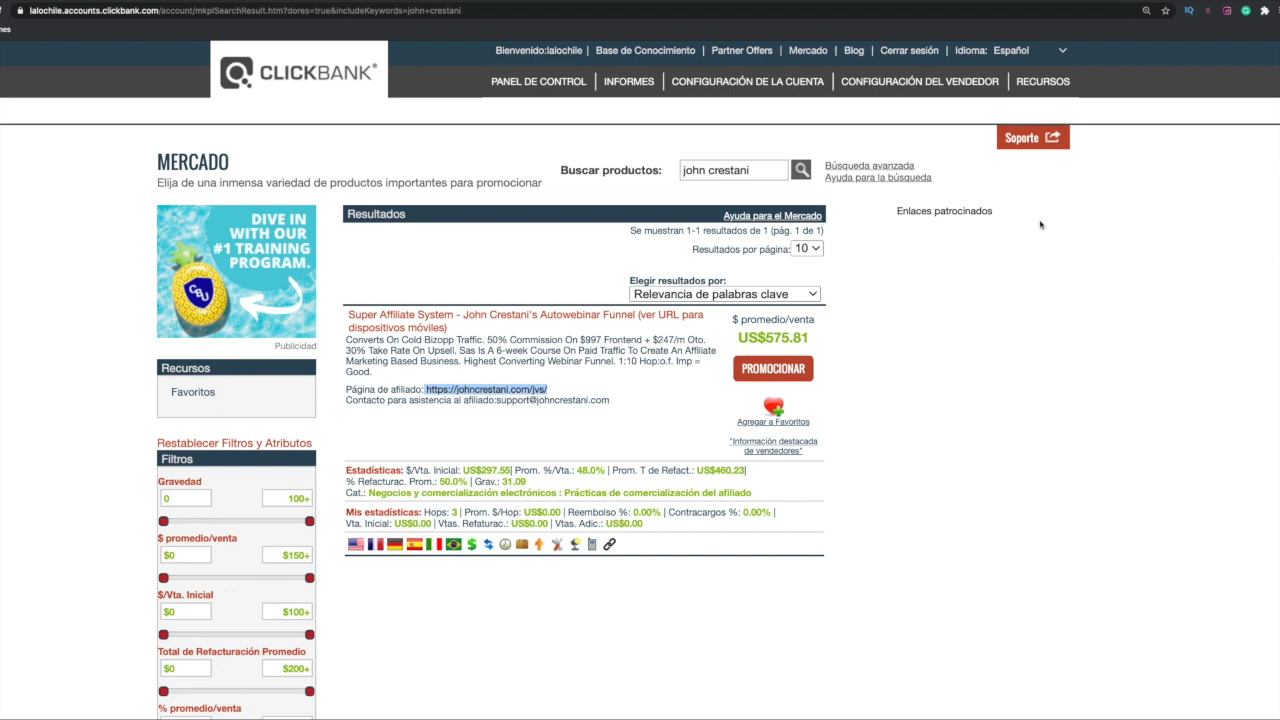 lalochile.accounts.clickbank.com/account/mkplSearchResult.htm?dores=true&includeKeywords=john+crestani
nes
Bienvenido:lalochile | Base de Conocimiento | Partner Offers | Mercado | Blog | Cerrar sesión | Idioma: Español
CLICKBANK®
PANEL DE CONTROL | INFORMES | CONFIGURACIÓN DE LA CUENTA | CONFIGURACIÓN DEL VENDEDOR | RECURSOS
Soporte
MERCADO
Elija de una inmensa variedad de productos importantes para promocionar
Buscar productos: john crestani
Búsqueda avanzada
Ayuda para la búsqueda
DIVE IN
WITH OUR
#1 TRAINING
PROGRAM.
CBU
Publicidad
Recursos
Favoritos
Restablecer Filtros y Atributos
Filtros
Gravedad
0 100+
$ promedio/venta
$0 $150+
$/Vta. Inicial
$0 $100+
Total de Refacturación Promedio
$0 $200+
% promedio/venta
Resultados Ayuda para el Mercado
Se muestran 1-1 resultados de 1 (pág. 1 de 1)
Resultados por página: 10
Elegir resultados por:
Relevancia de palabras clave
Super Affiliate System - John Crestani's Autowebinar Funnel (ver URL para
dispositivos móviles)
Converts On Cold Bizopp Traffic. 50% Commission On $997 Frontend + $247/m Oto.
30% Take Rate On Upsell. Sas Is A 6-week Course On Paid Traffic To Create An Affiliate
Marketing Based Business. Highest Converting Webinar Funnel. 1:10 Hop:o.f. Imp =
Good.
Página de afiliado: https://johncrestani.com/jvs/
Contacto para asistencia al afiliado:support@johncrestani.com
$ promedio/venta
US$575.81
PROMOCIONAR
Agregar a Favoritos
"Información destacada
de vendedores"
Estadísticas: $/Vta. Inicial: US$297.55| Prom. %/Vta.: 48.0% | Prom. T de Refact.: US$460.23|
% Refacturac. Prom.: 50.0% | Grav.: 31.09
Cat.: Negocios y comercialización electrónicos : Prácticas de comercialización del afiliado
Mis estadísticas: Hops: 3 | Prom. $/Hop: US$0.00 | Reembolso %: 0.00% | Contracargos %: 0.00% |
Vta. Inicial: US$0.00 | Vtas. Refaturac.: US$0.00 | Vtas. Adic.: US$0.00
Enlaces patrocinados